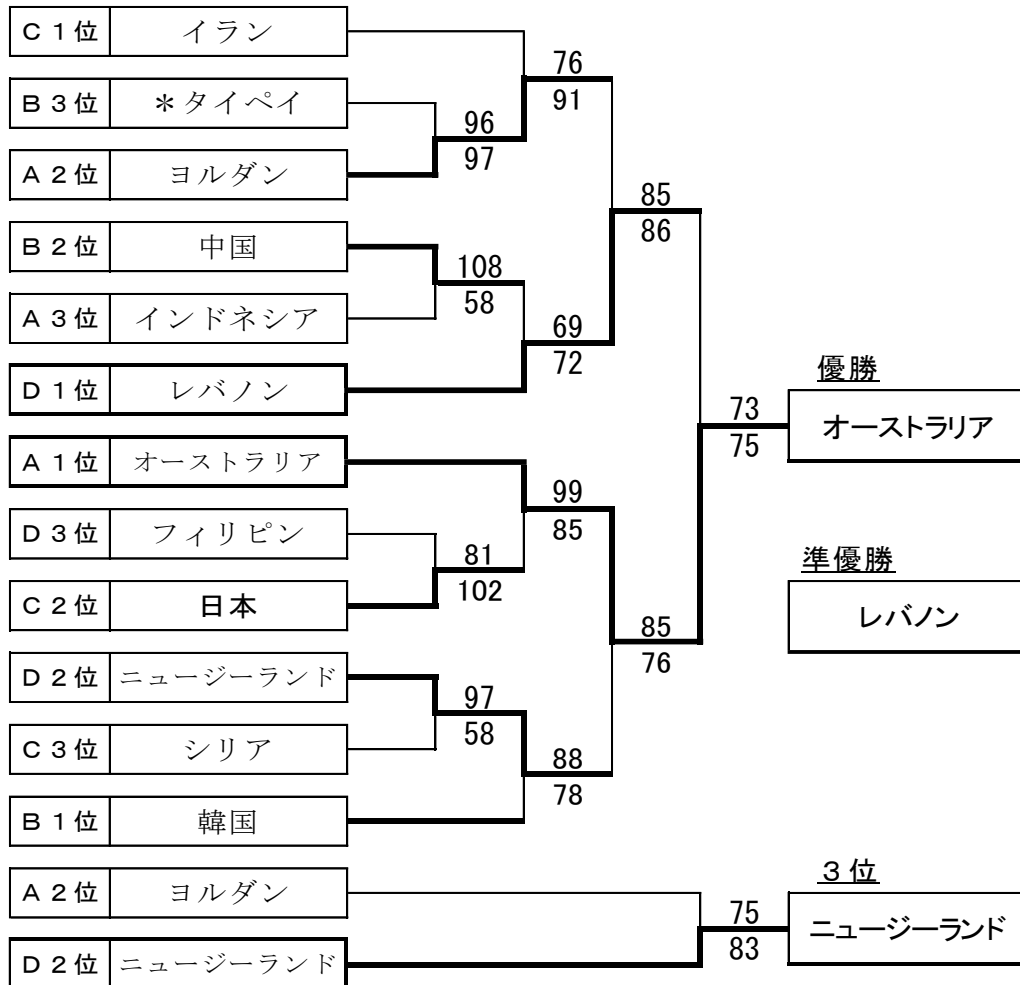 C1位 イラン
76
B3位 *タイペイ
91
96
97
A2位 ヨルダン
85
86
B2位 中国
108
58
A3位 インドネシア
69
72
D1位 レバノン
優勝
73
オーストラリア
75
A1位 オーストラリア
99
85
D3位 フィリピン
81
102
準優勝
C2位 日本
レバノン
85
76
D2位 ニュージーランド
97
58
C3位 シリア
88
78
B1位 韓国
3位
A2位 ヨルダン
75
ニュージーランド
83
D2位 ニュージーランド